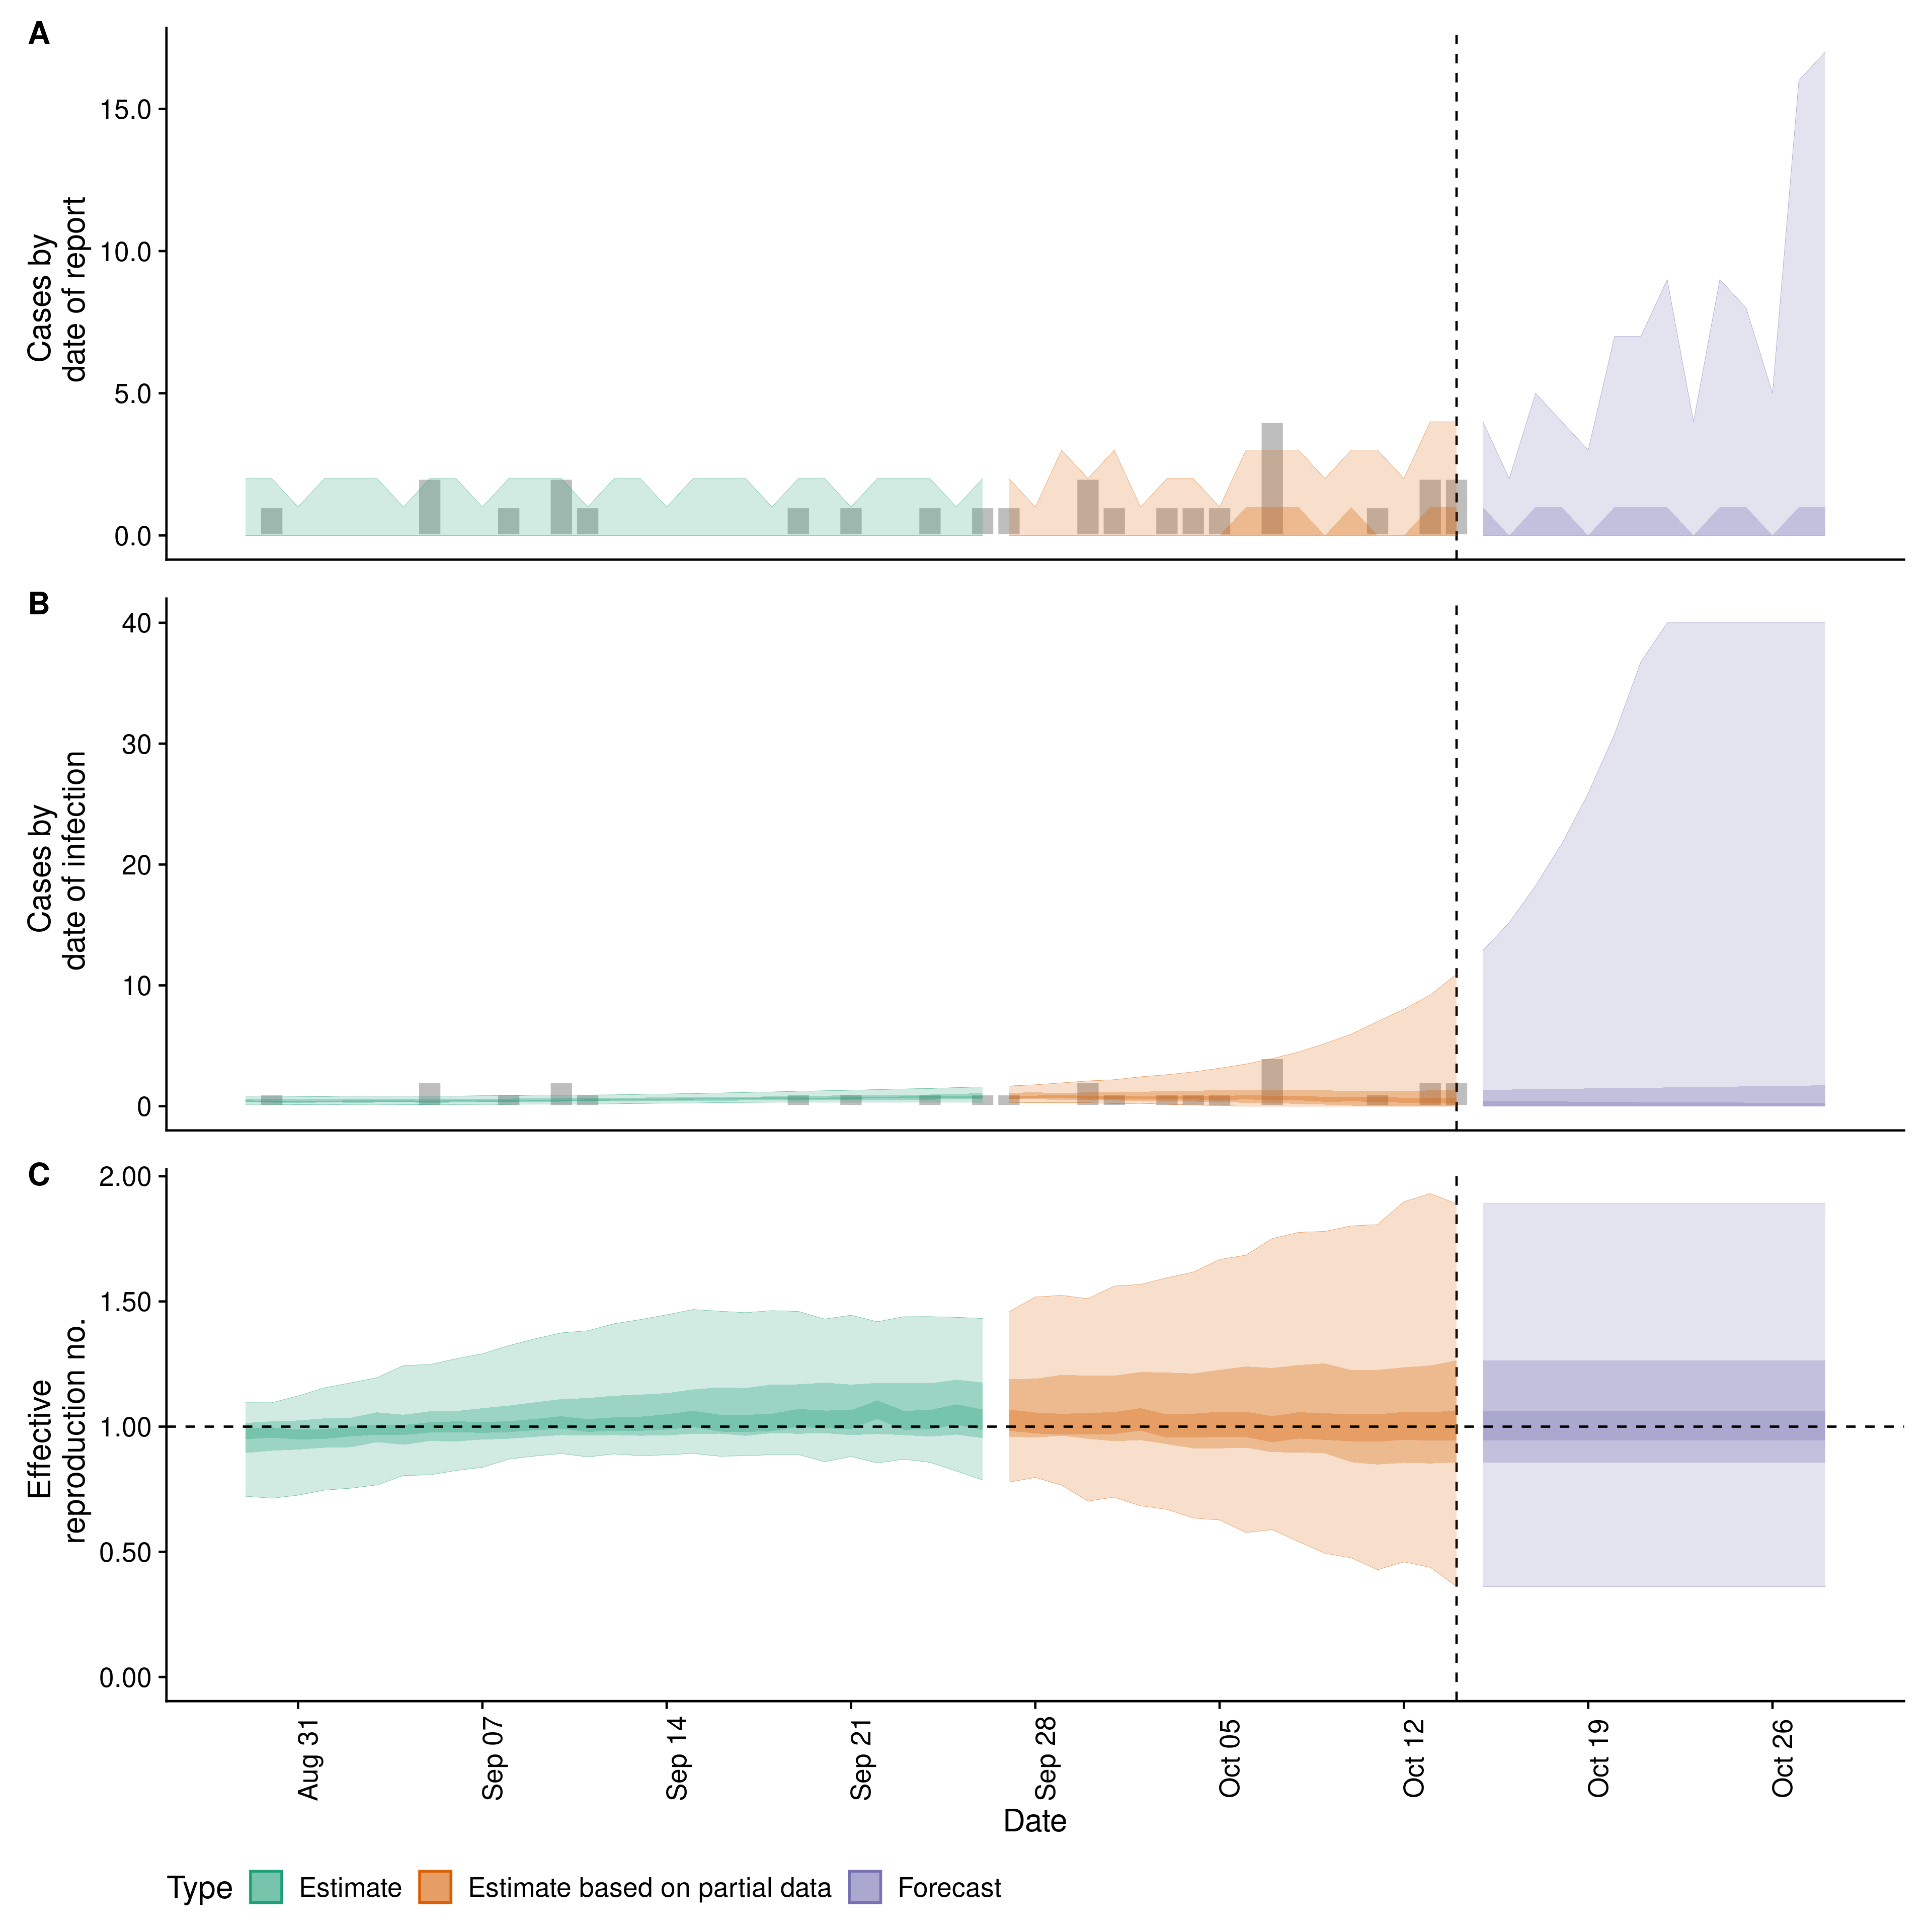 A
15.0
10.0
5.0
0.0
Cases by
date of report
B
40
30
20
10
0
Cases by
date of infection
C
2.00
1.50
1.00
0.50
0.00
Effective
reproduction no.
Aug 31
Sep 07
Sep 14
Sep 21
Sep 28
Oct 05
Oct 12
Oct 19
Oct 26
Date
Type Estimate Estimate based on partial data Forecast